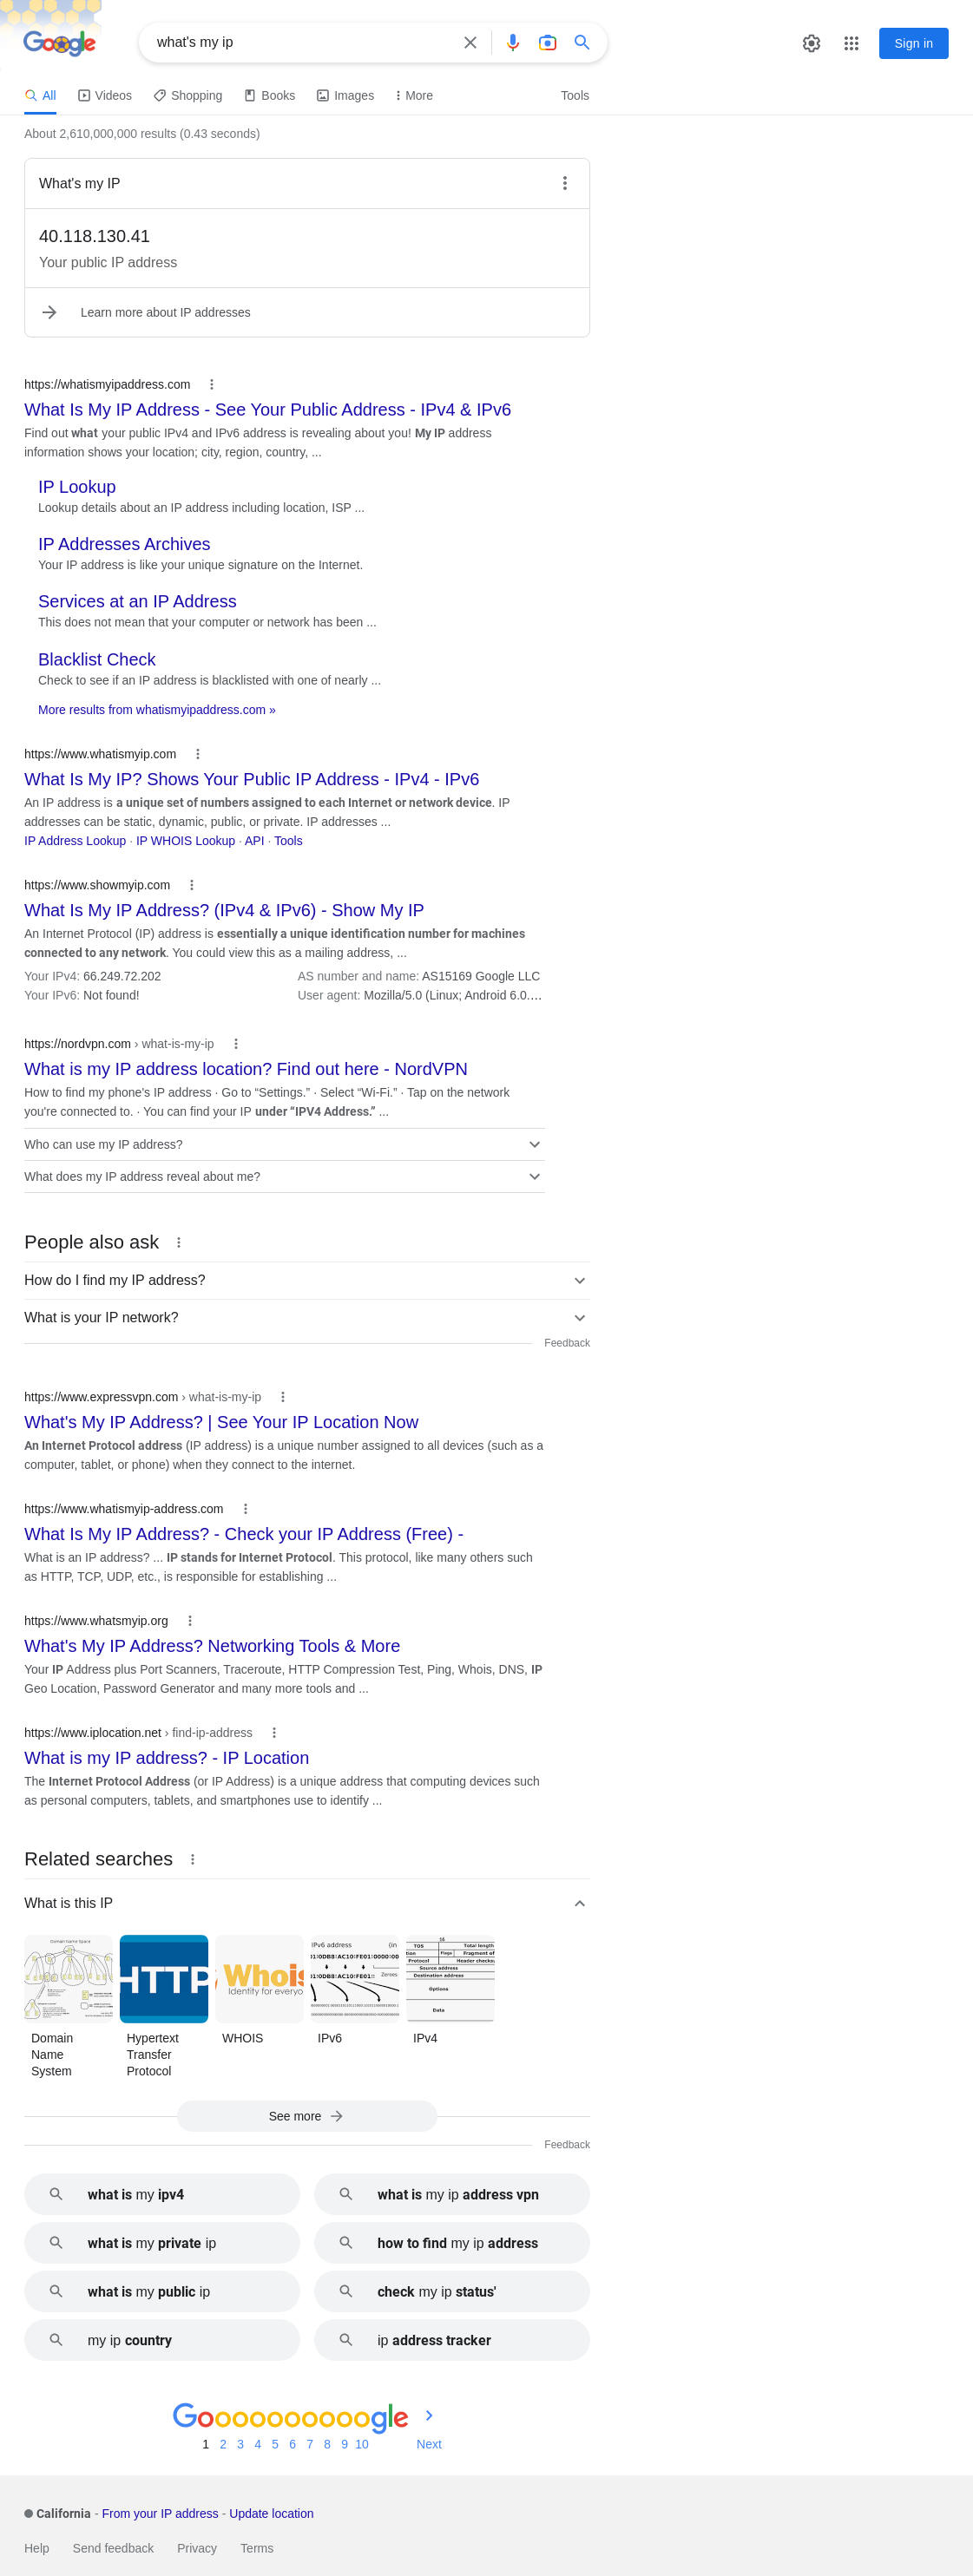 Google
what's my ip
Sign in
All
Videos
Shopping
Books
Images
More
Tools
About 2,610,000,000 results (0.43 seconds)
What's my IP
40.118.130.41
Your public IP address
Learn more about IP addresses
https://whatismyipaddress.com
What Is My IP Address - See Your Public Address - IPv4 & IPv6
Find out what your public IPv4 and IPv6 address is revealing about you! My IP address
information shows your location; city, region, country, ...
IP Lookup
Lookup details about an IP address including location, ISP ...
IP Addresses Archives
Your IP address is like your unique signature on the Internet.
Services at an IP Address
This does not mean that your computer or network has been ...
Blacklist Check
Check to see if an IP address is blacklisted with one of nearly ...
More results from whatismyipaddress.com »
https://www.whatismyip.com
What Is My IP? Shows Your Public IP Address - IPv4 - IPv6
An IP address is a unique set of numbers assigned to each Internet or network device. IP
addresses can be static, dynamic, public, or private. IP addresses ...
IP Address Lookup · IP WHOIS Lookup · API · Tools
https://www.showmyip.com
What Is My IP Address? (IPv4 & IPv6) - Show My IP
An Internet Protocol (IP) address is essentially a unique identification number for machines
connected to any network. You could view this as a mailing address, ...
Your IPv4: 66.249.72.202
AS number and name: AS15169 Google LLC
Your IPv6: Not found!
User agent: Mozilla/5.0 (Linux; Android 6.0....
https://nordvpn.com › what-is-my-ip
What is my IP address location? Find out here - NordVPN
How to find my phone's IP address · Go to “Settings.” · Select “Wi-Fi.” · Tap on the network
you're connected to. · You can find your IP under “IPV4 Address.” ...
Who can use my IP address?
What does my IP address reveal about me?
People also ask
How do I find my IP address?
What is your IP network?
Feedback
https://www.expressvpn.com › what-is-my-ip
What's My IP Address? | See Your IP Location Now
An Internet Protocol address (IP address) is a unique number assigned to all devices (such as a
computer, tablet, or phone) when they connect to the internet.
https://www.whatismyip-address.com
What Is My IP Address? - Check your IP Address (Free) -
What is an IP address? ... IP stands for Internet Protocol. This protocol, like many others such
as HTTP, TCP, UDP, etc., is responsible for establishing ...
https://www.whatsmyip.org
What's My IP Address? Networking Tools & More
Your IP Address plus Port Scanners, Traceroute, HTTP Compression Test, Ping, Whois, DNS, IP
Geo Location, Password Generator and many more tools and ...
https://www.iplocation.net › find-ip-address
What is my IP address? - IP Location
The Internet Protocol Address (or IP Address) is a unique address that computing devices such
as personal computers, tablets, and smartphones use to identify ...
Related searches
What is this IP
Domain Name Space
HTTP
Whois
Identity for everyo
IPv6 address
(in
Zeroes
16
TOS
Total length
Flags
Fragment of
Protocol
Source address
Destination address
Options
Data
Domain
Name
System
Hypertext
Transfer
Protocol
WHOIS
IPv6
IPv4
See more
Feedback
what is my ipv4
what is my ip address vpn
what is my private ip
how to find my ip address
what is my public ip
check my ip status'
my ip country
ip address tracker
Goooooooooogle
1 2 3 4 5 6 7 8 9 10
Next
California - From your IP address - Update location
Help
Send feedback
Privacy
Terms